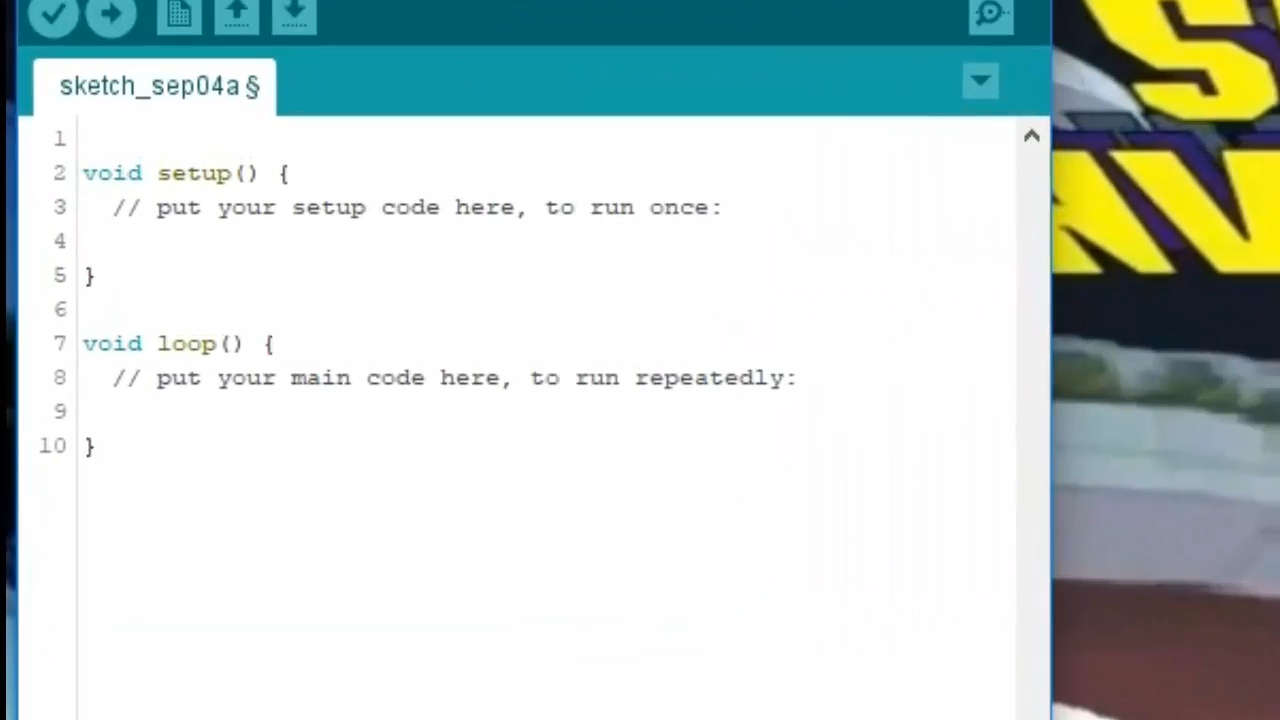 sketch_sep04a §
1
2 void setup() {
3 // put your setup code here, to run once:
4
5 }
6
7 void loop() {
8 // put your main code here, to run repeatedly:
9
10 }
S
AV